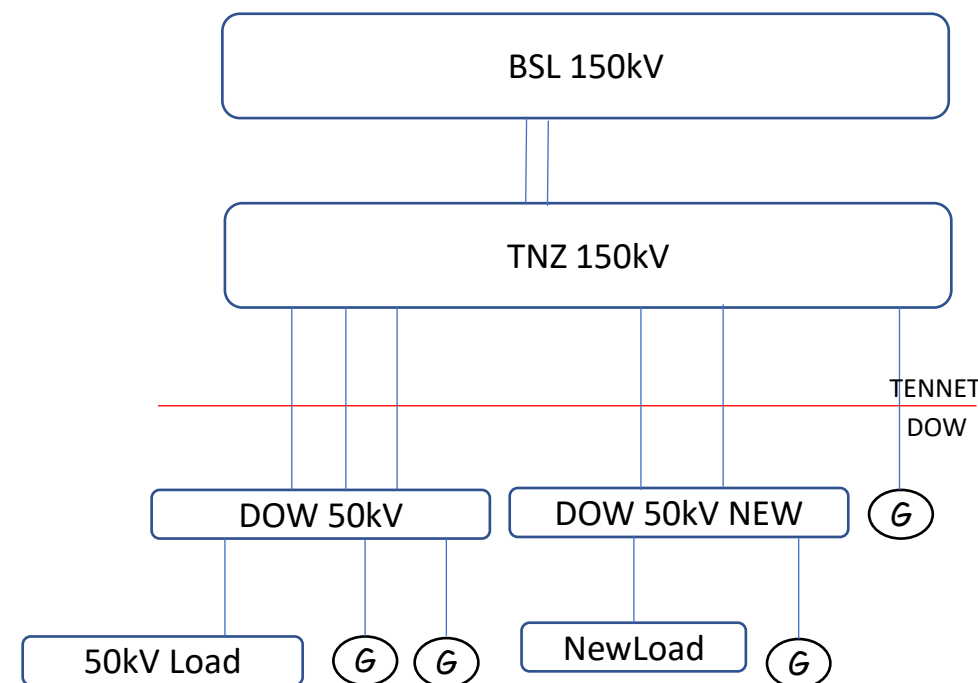 BSL 150kV
TNZ 150kV
TENNET
DOW
DOW 50kV
DOW 50kV NEW
G
50kV Load
G
G
NewLoad
G